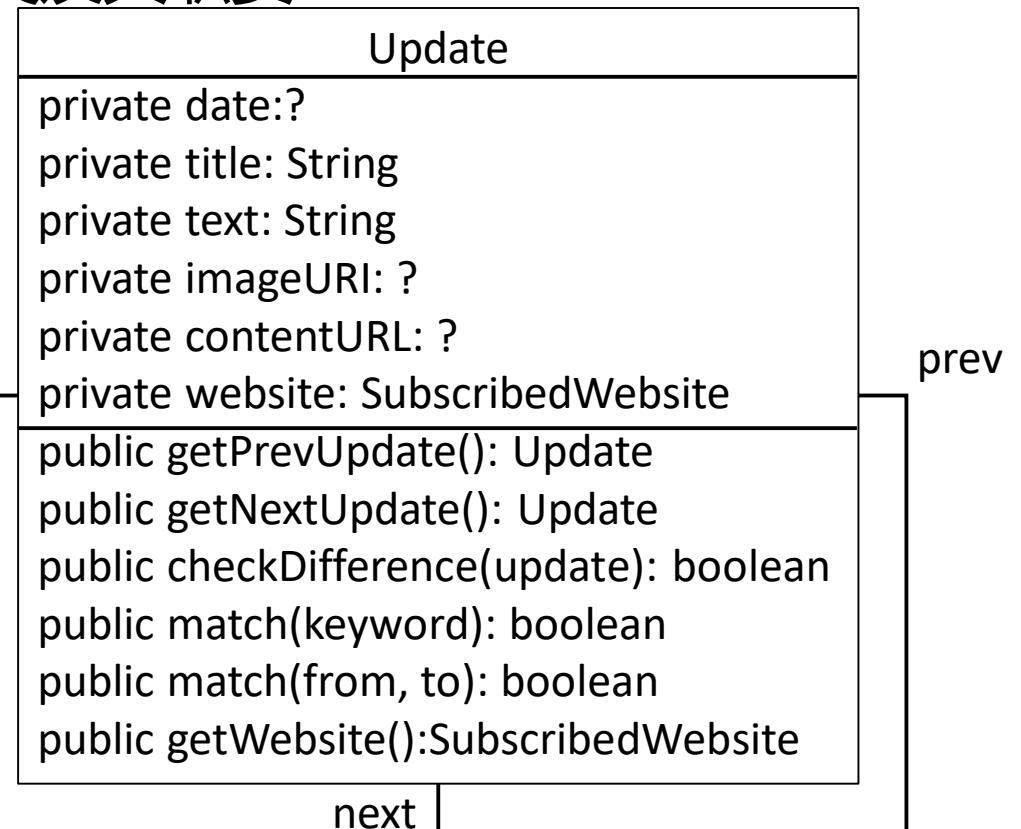 Update
private date:?
private title: String
private text: String
private imageURI: ?
private contentURL: ?
prev
private website: SubscribedWebsite
public getPrevUpdate(): Update
public getNextUpdate(): Update
public checkDifference(update): boolean
public match(keyword): boolean
public match(from, to): boolean
public getWebsite():SubscribedWebsite
next